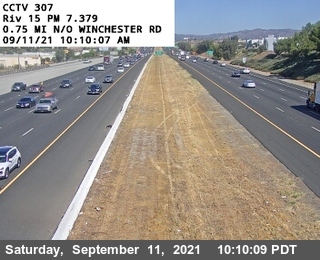 CCTV 307
Riv 15 PM 7.379
0.75 MI N/O WINCHESTER RD
09/11/21 10:10:07 AM
Saturday, September 11, 2021 10:10:09 PDT